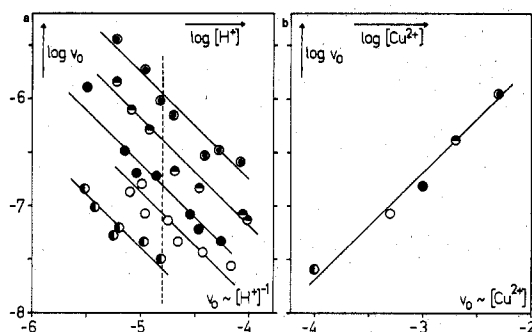 a
log v₀
log [H⁺]
-6
-7
-8
v₀ ~ [H⁺]⁻¹
-6
-5
-4
b
log v₀
log [Cu²⁺]
v₀ ~ [Cu²⁺]
-4
-3
-2